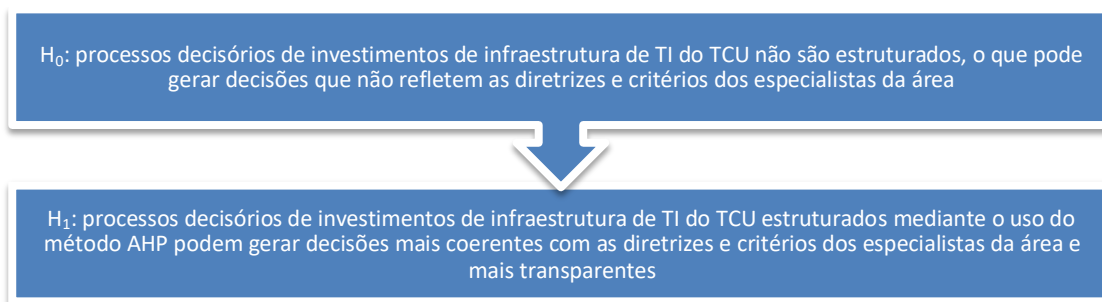 H₀: processos decisórios de investimentos de infraestrutura de TI do TCU não são estruturados, o que pode
gerar decisões que não refletem as diretrizes e critérios dos especialistas da área
H₁: processos decisórios de investimentos de infraestrutura de TI do TCU estruturados mediante o uso do
método AHP podem gerar decisões mais coerentes com as diretrizes e critérios dos especialistas da área e
mais transparentes